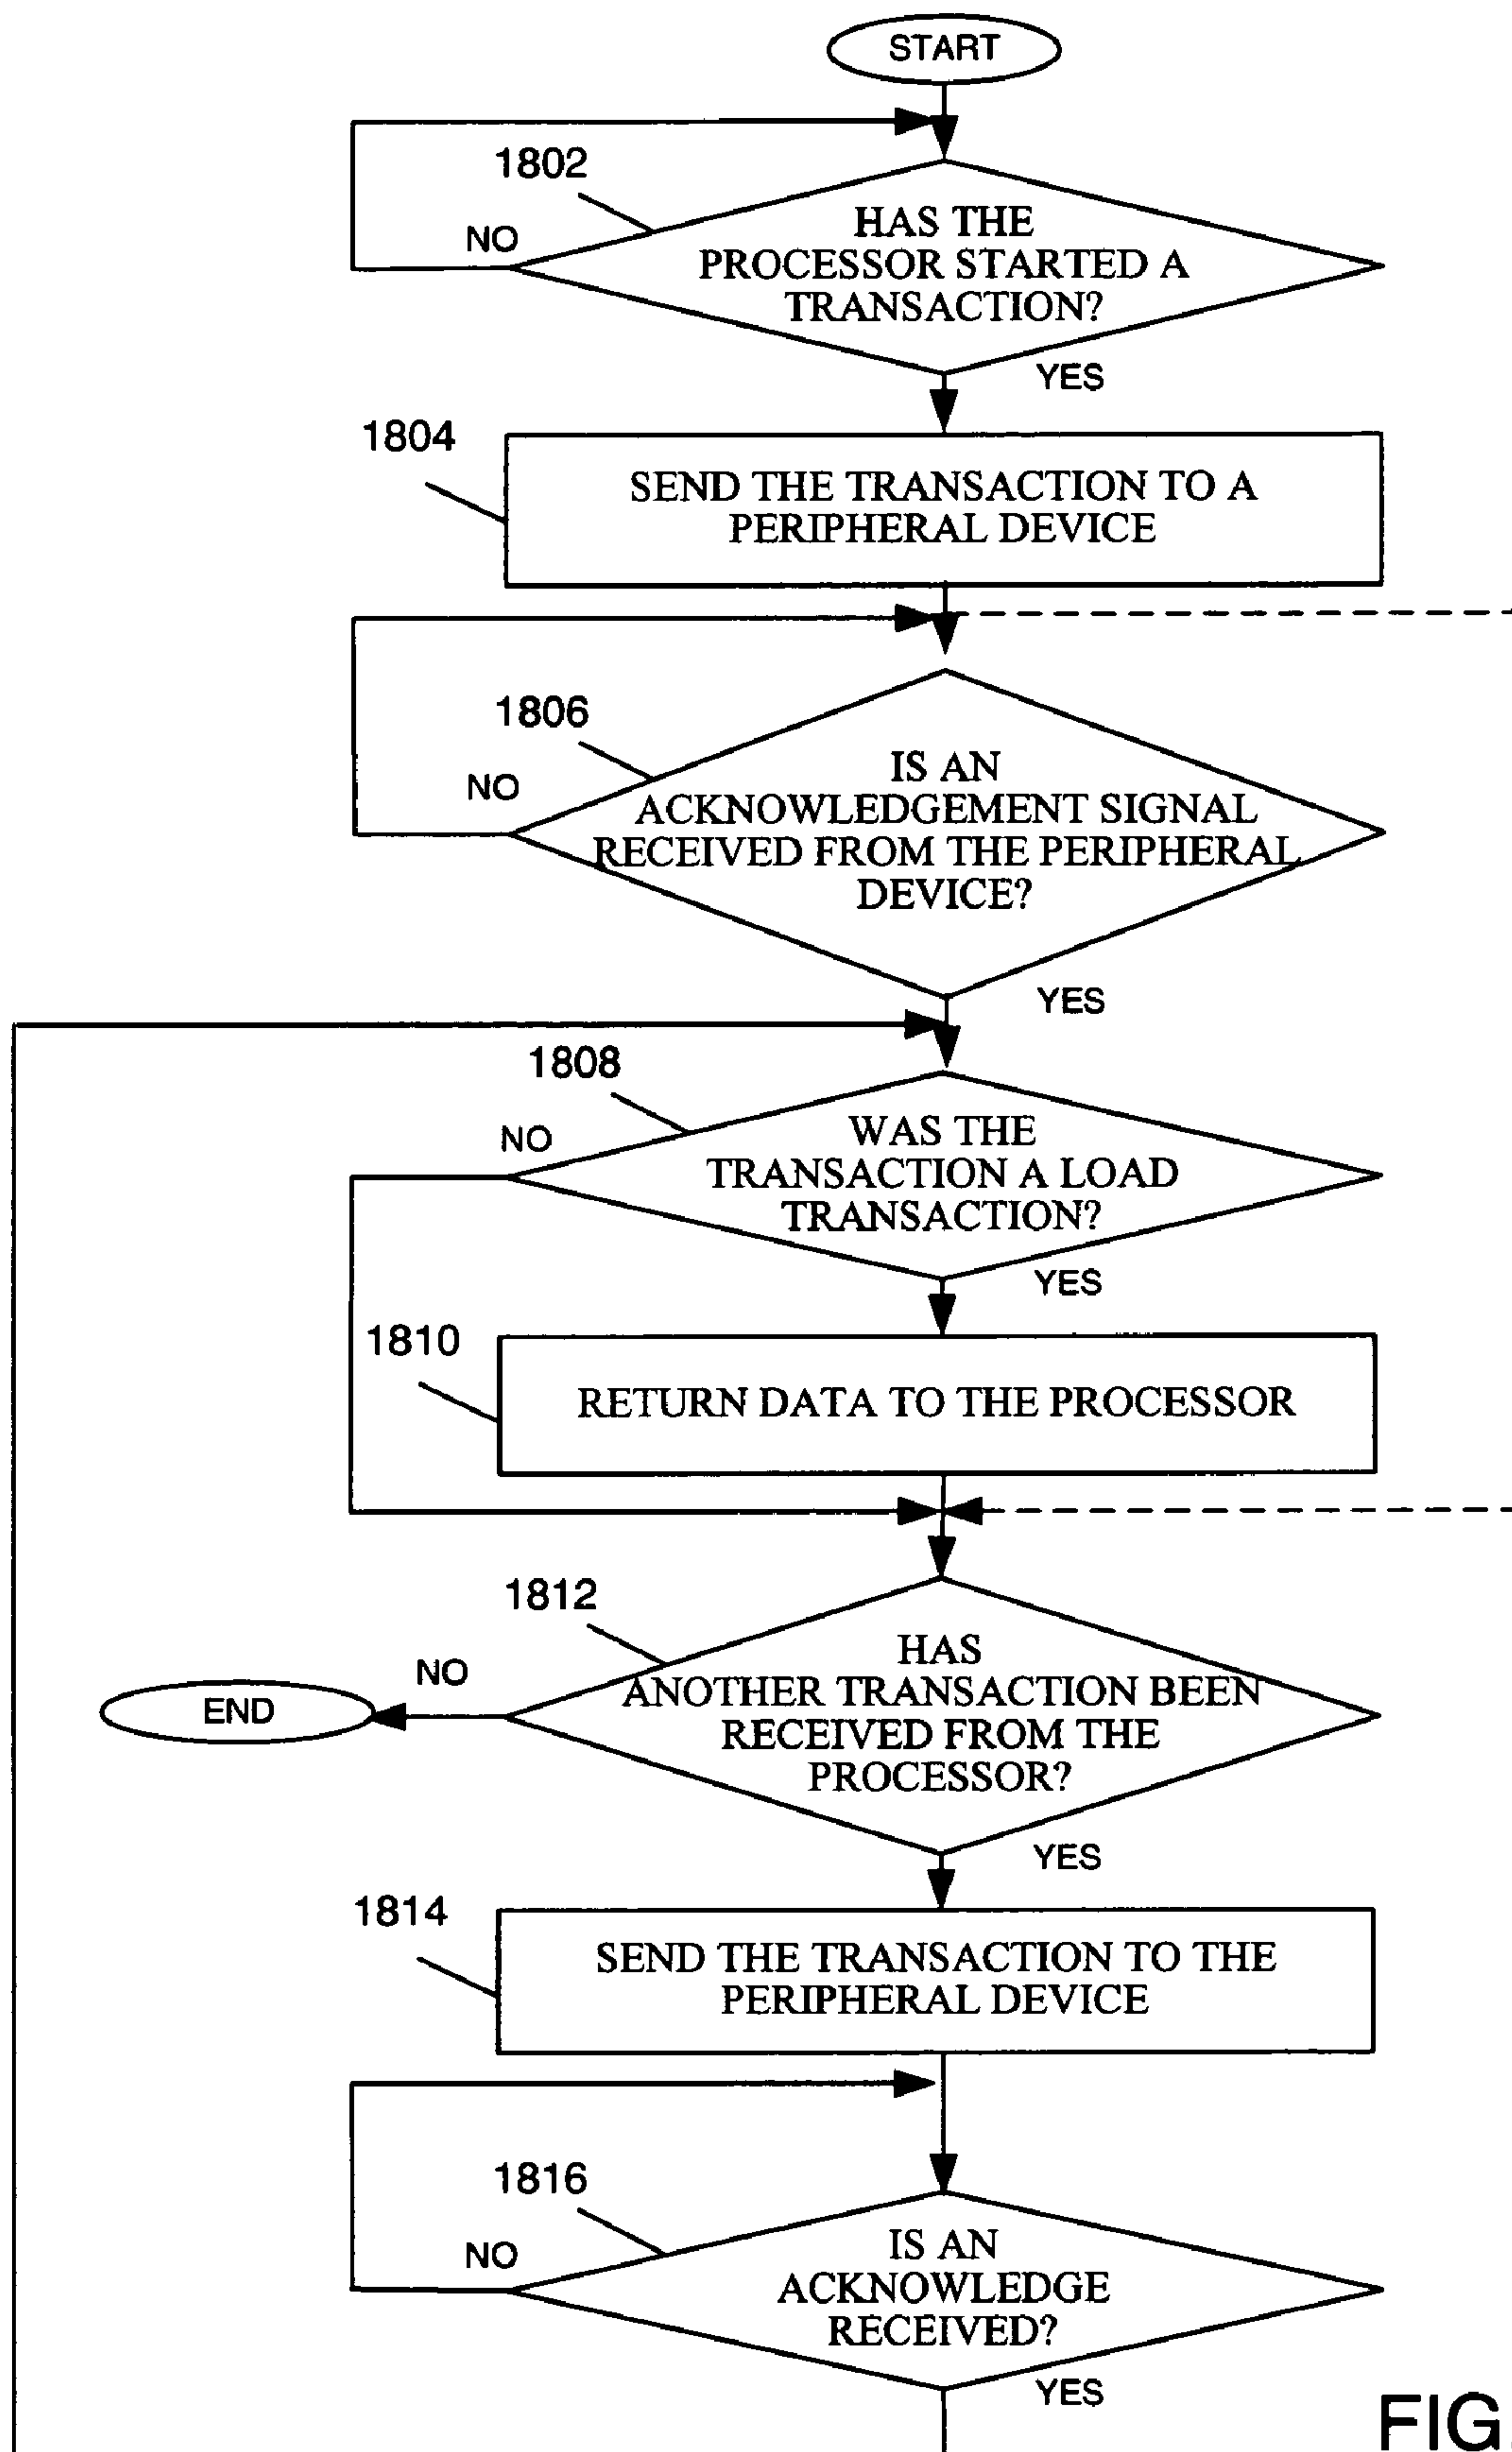 START
1802
NO
HAS THE
PROCESSOR STARTED A
TRANSACTION?
YES
1804
SEND THE TRANSACTION TO A
PERIPHERAL DEVICE
1806
NO
IS AN
ACKNOWLEDGEMENT SIGNAL
RECEIVED FROM THE PERIPHERAL
DEVICE?
YES
1808
NO
WAS THE
TRANSACTION A LOAD
TRANSACTION?
YES
1810
RETURN DATA TO THE PROCESSOR
1812
NO
END
HAS
ANOTHER TRANSACTION BEEN
RECEIVED FROM THE
PROCESSOR?
YES
1814
SEND THE TRANSACTION TO THE
PERIPHERAL DEVICE
1816
NO
IS AN
ACKNOWLEDGE
RECEIVED?
YES
FIG.